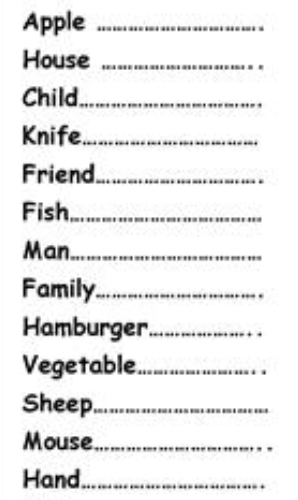 Apple ……………………………….
House …………………………. .
Child……………………………….
Knife………………………………
Friend…………………………….
Fish…………………………………
Man…………………………………
Family…………………………….
Hamburger………………. . .
Vegetable………………….. . .
Sheep………………………………
Mouse……………………………. . .
Hand……………………………….